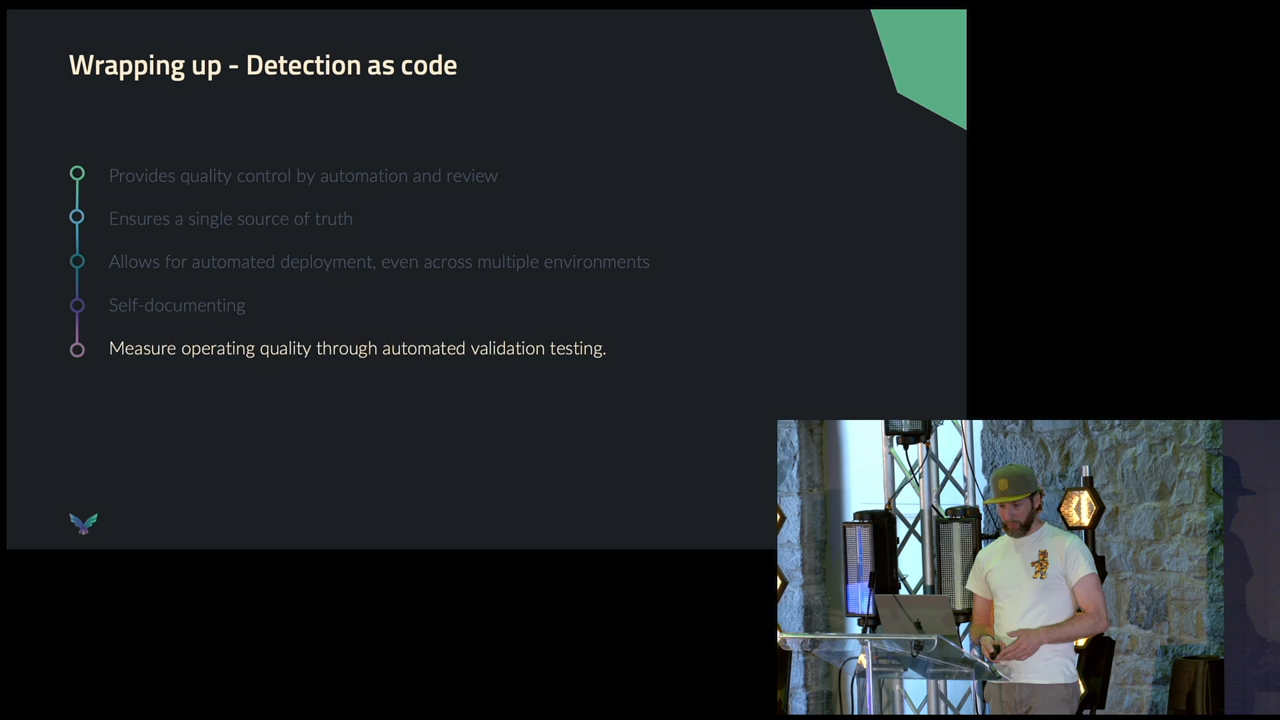 Wrapping up - Detection as code
Provides quality control by automation and review
Ensures a single source of truth
Allows for automated deployment, even across multiple environments
Self-documenting
Measure operating quality through automated validation testing.